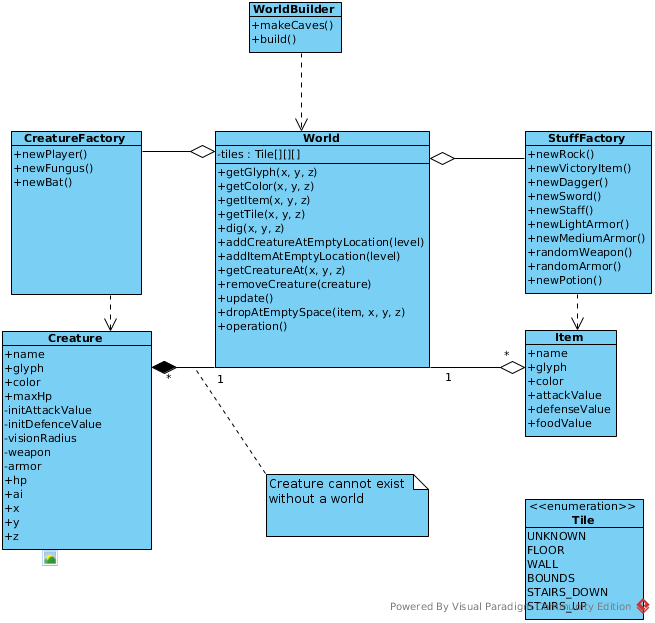 WorldBuilder
+makeCaves()
+build()
CreatureFactory
+newPlayer()
+newFungus()
+newBat()
World
-tiles : Tile[][][]
+getGlyph(x, y, z)
+getColor(x, y, z)
+getItem(x, y, z)
+getTile(x, y, z)
+dig(x, y, z)
+addCreatureAtEmptyLocation(level)
+addItemAtEmptyLocation(level)
+getCreatureAt(x, y, z)
+removeCreature(creature)
+update()
+dropAtEmptySpace(item, x, y, z)
+operation()
StuffFactory
+newRock()
+newVictoryItem()
+newDagger()
+newSword()
+newStaff()
+newLightArmor()
+newMediumArmor()
+randomWeapon()
+randomArmor()
+newPotion()
Creature
+name
+glyph
+color
+maxHp
-initAttackValue
-initDefenceValue
-visionRadius
-weapon
-armor
+hp
+ai
+x
+y
+z
*
1
1
*
Item
+name
+glyph
+color
+attackValue
+defenseValue
+foodValue
Creature cannot exist
without a world
<<enumeration>>
Tile
UNKNOWN
FLOOR
WALL
BOUNDS
STAIRS_DOWN
STAIRS_UP
Powered By Visual Paradigm Community Edition